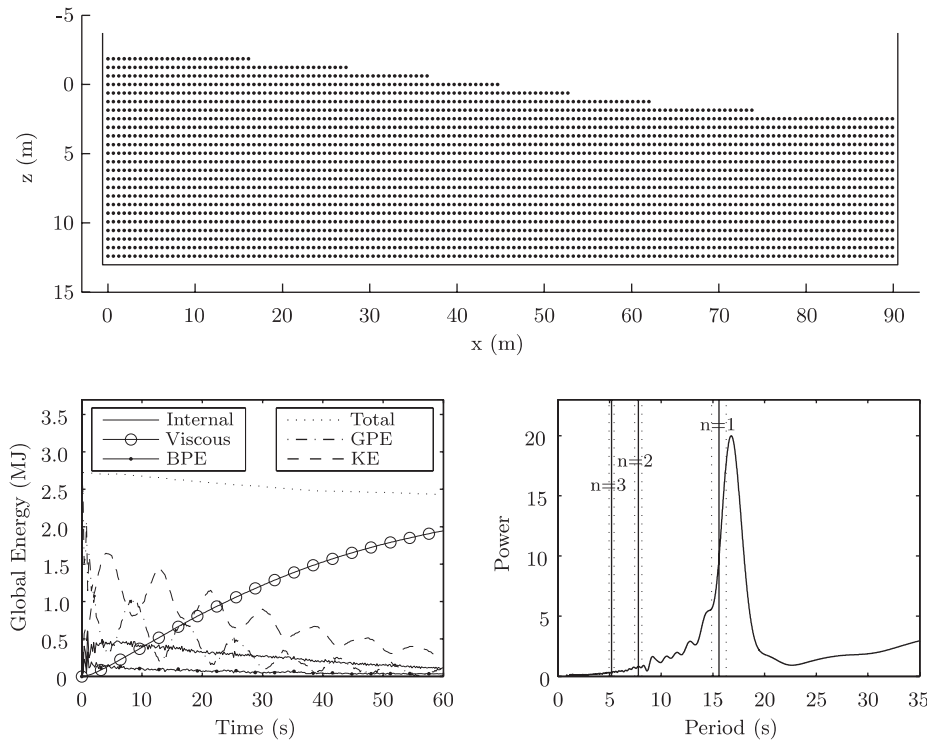 -5
0
5
10
15
z (m)
0 10 20 30 40 50 60 70 80 90
x (m)
3.5
3.0
2.5
2.0
1.5
1.0
0.5
0
Global Energy (MJ)
Internal
Viscous
BPE
Total
GPE
KE
0 10 20 30 40 50 60
Time (s)
20
15
10
5
0
Power
n=1
n=2
n=3
0 5 10 15 20 25 30 35
Period (s)